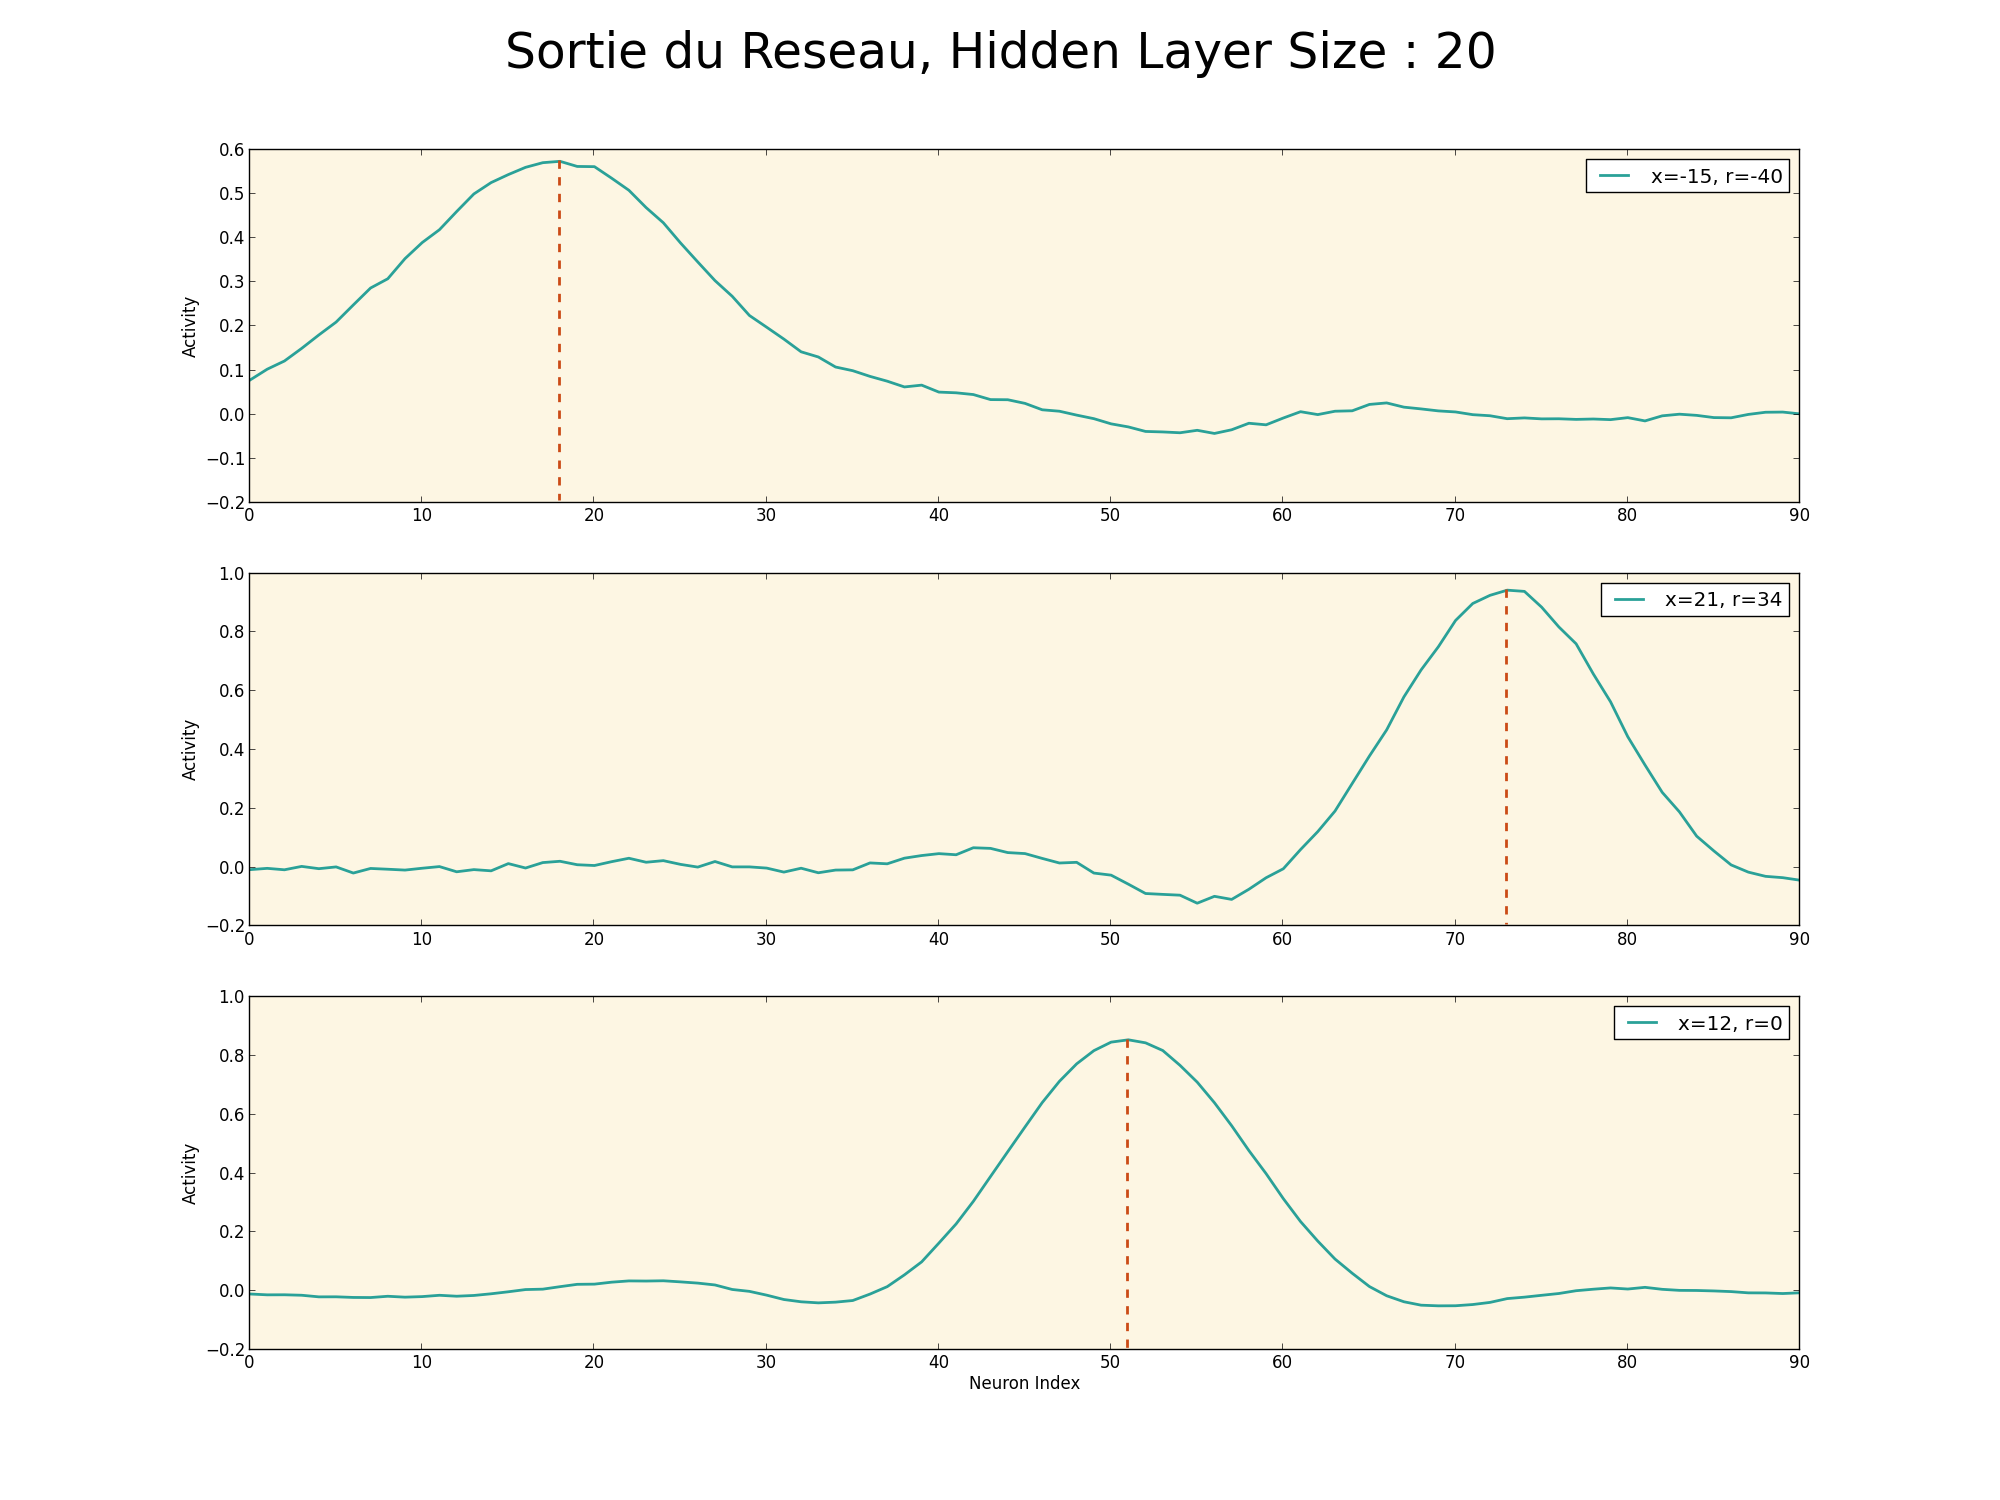 Sortie du Reseau, Hidden Layer Size : 20
0.6
0.5
0.4
0.3
0.2
0.1
0.0
−0.1
−0.2
Activity
x=-15, r=-40
0 10 20 30 40 50 60 70 80 90
1.0
0.8
0.6
0.4
0.2
0.0
−0.2
Activity
x=21, r=34
0 10 20 30 40 50 60 70 80 90
1.0
0.8
0.6
0.4
0.2
0.0
−0.2
Activity
x=12, r=0
0 10 20 30 40 50 60 70 80 90
Neuron Index